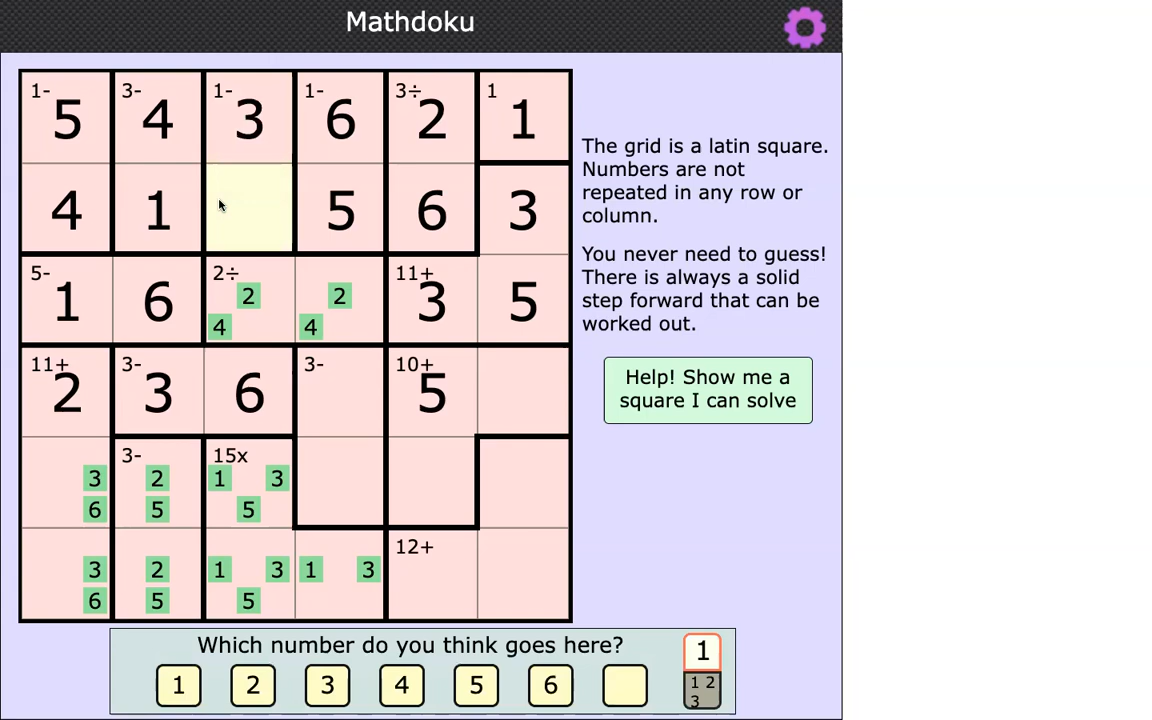 Mathdoku
1- 3- 1- 1- 3÷ 1
5 4 3 6 2 1
4 1 5 6 3
5- 2÷ 11+
1 6 2 2 3 5
4 4
11+ 3- 3- 10+
2 3 6 5
3- 15x
3 2 1 3
6 5 5
12+
3 2 1 3 1 3
6 5 5
The grid is a latin square.
Numbers are not
repeated in any row or
column.
You never need to guess!
There is always a solid
step forward that can be
worked out.
Help! Show me a
square I can solve
Which number do you think goes here?
1 2 3 4 5 6
1
1 2
3